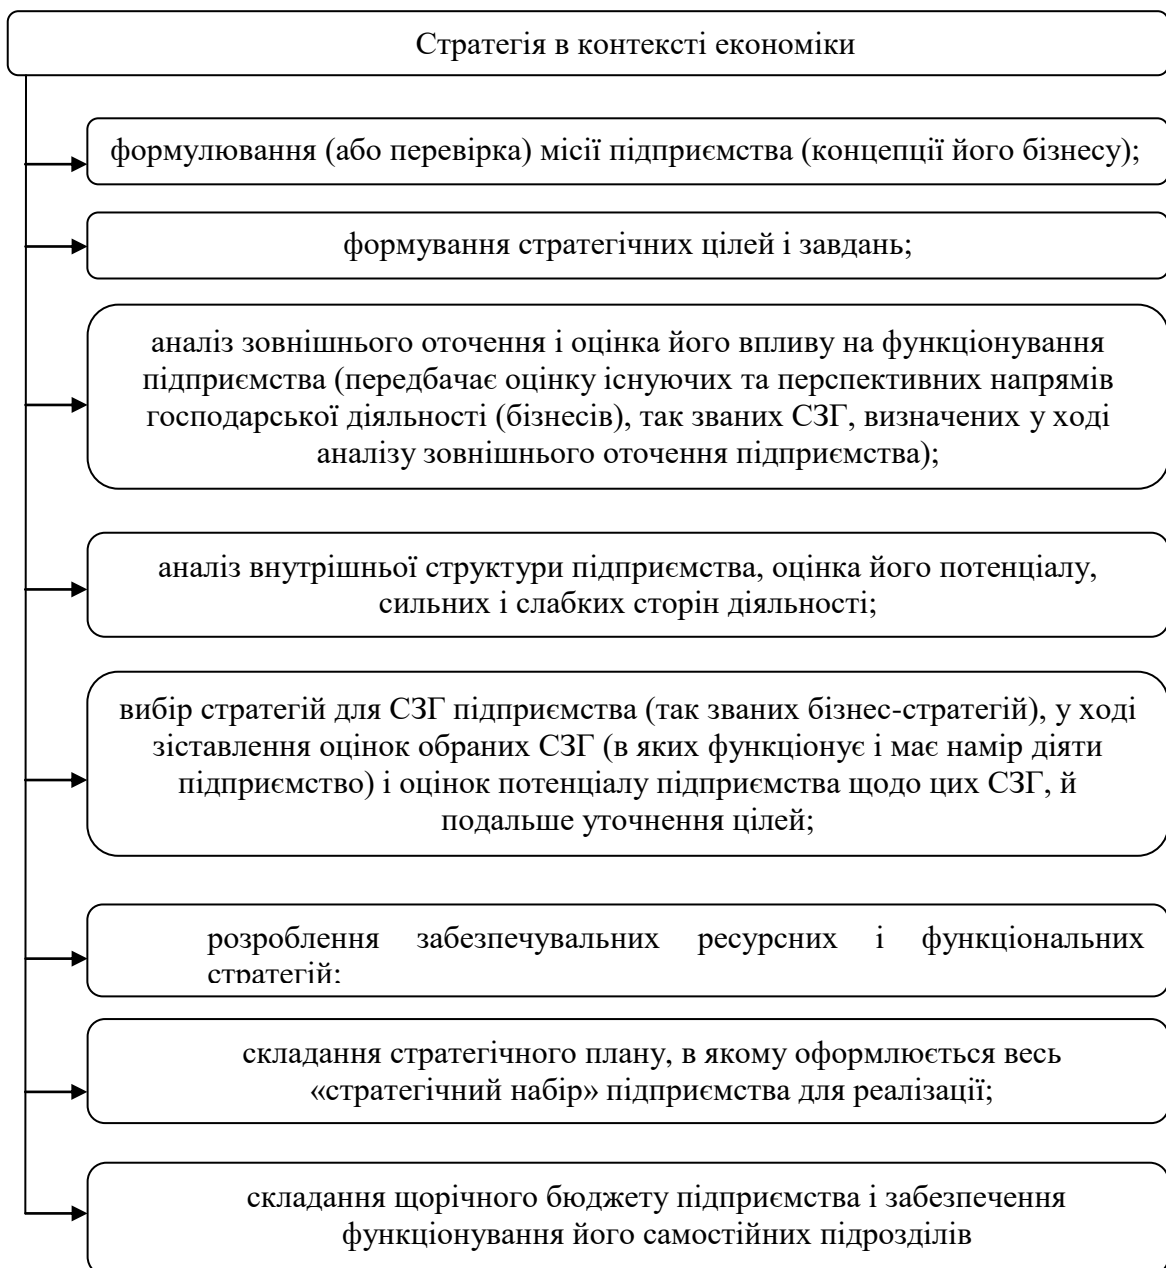 Стратегія в контексті економіки
формулювання (або перевірка) місії підприємства (концепції його бізнесу);
формування стратегічних цілей і завдань;
аналіз зовнішнього оточення і оцінка його впливу на функціонування
підприємства (передбачає оцінку існуючих та перспективних напрямів
господарської діяльності (бізнесів), так званих СЗГ, визначених у ході
аналізу зовнішнього оточення підприємства);
аналіз внутрішньої структури підприємства, оцінка його потенціалу,
сильних і слабких сторін діяльності;
вибір стратегій для СЗГ підприємства (так званих бізнес-стратегій), у ході
зіставлення оцінок обраних СЗГ (в яких функціонує і має намір діяти
підприємство) і оцінок потенціалу підприємства щодо цих СЗГ, й
подальше уточнення цілей;
розроблення забезпечувальних ресурсних і функціональних
стратегій;
складання стратегічного плану, в якому оформлюється весь
«стратегічний набір» підприємства для реалізації;
складання щорічного бюджету підприємства і забезпечення
функціонування його самостійних підрозділів